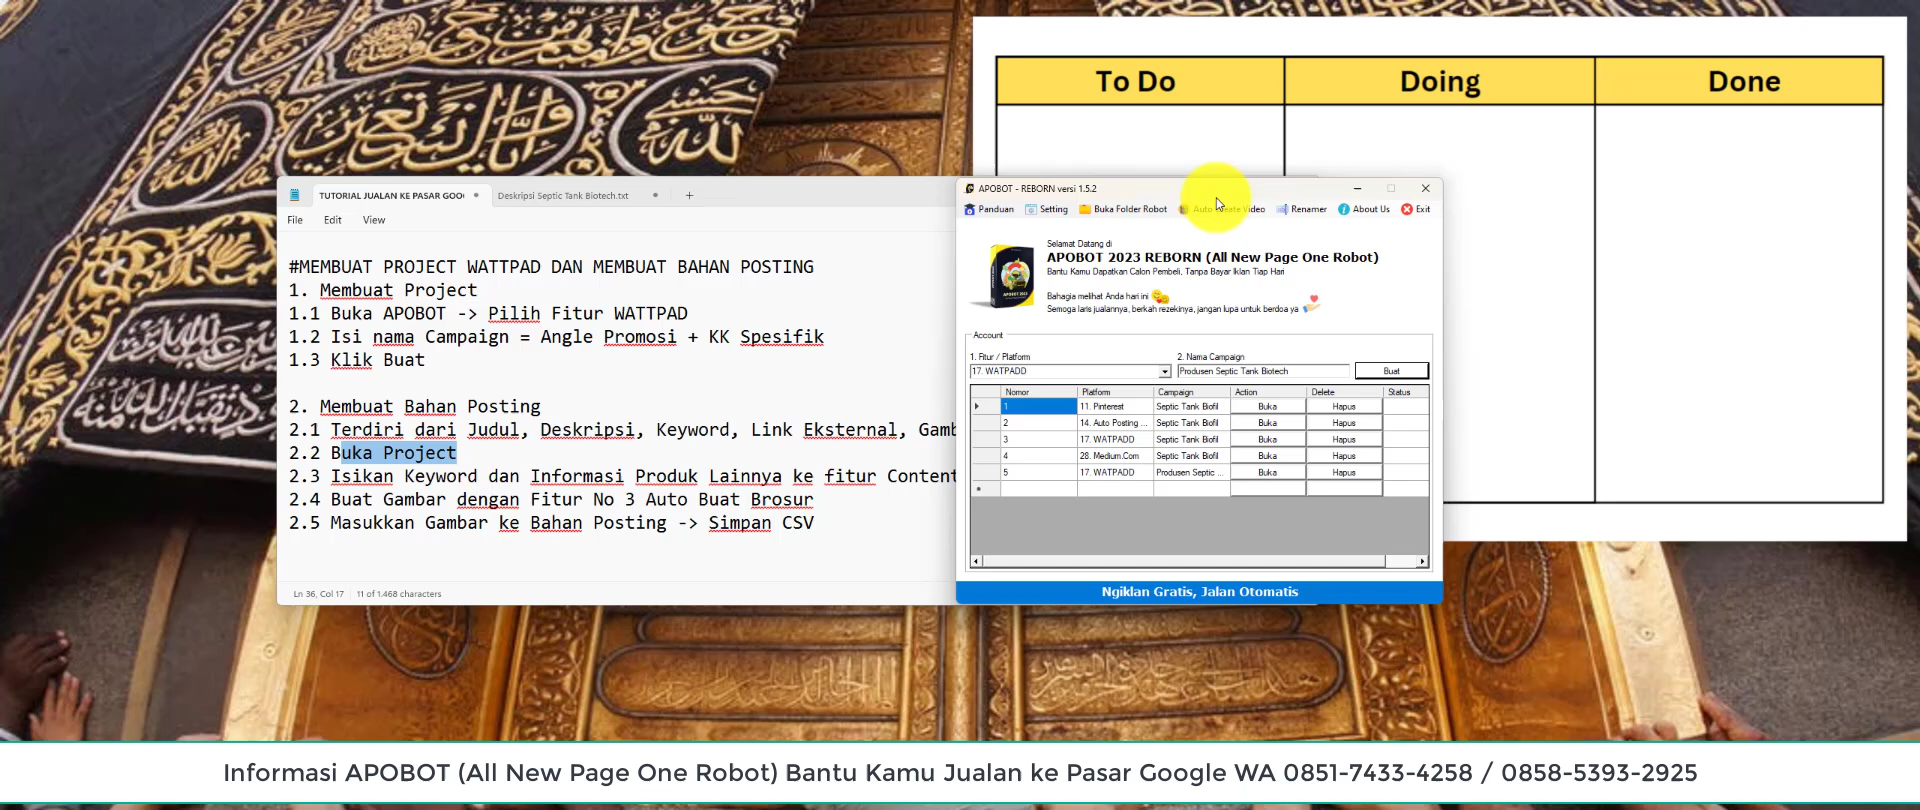 To Do
Doing
Done
TUTORIAL JUALAN KE PASAR GOO
Deskripsi Septic Tank Biotech.txt
File
Edit
View
#MEMBUAT PROJECT WATTPAD DAN MEMBUAT BAHAN POSTING
1. Membuat Project
1.1 Buka APOBOT -> Pilih Fitur WATTPAD
1.2 Isi nama Campaign = Angle Promosi + KK Spesifik
1.3 Klik Buat
2. Membuat Bahan Posting
2.1 Terdiri dari Judul, Deskripsi, Keyword, Link Eksternal, Gamb
2.2 Buka Project
2.3 Isikan Keyword dan Informasi Produk Lainnya ke fitur Content
2.4 Buat Gambar dengan Fitur No 3 Auto Buat Brosur
2.5 Masukkan Gambar ke Bahan Posting -> Simpan CSV
Ln 36, Col 17
11 of 1.468 characters
APOBOT - REBORN versi 1.5.2
Panduan
Setting
Buka Folder Robot
Auto Create Video
Renamer
About Us
Exit
Selamat Datang di
APOBOT 2023 REBORN (All New Page One Robot)
Bantu Kamu Dapatkan Calon Pembeli, Tanpa Bayar Iklan Tiap Hari
Bahagia melihat Anda hari ini
Semoga laris jualannya, berkah rezekinya, jangan lupa untuk berdoa ya
Account
1. Fitur / Platform
2. Nama Campaign
17. WATPADD
Produsen Septic Tank Biotech
Buat
Nomor Platform Campaign Action Delete Status
1 11. Pinterest Septic Tank Biofil Buka Hapus
2 14. Auto Posting ... Septic Tank Biofil Buka Hapus
3 17. WATPADD Septic Tank Biofil Buka Hapus
4 28. Medium.Com Septic Tank Biofil Buka Hapus
5 17. WATPADD Produsen Septic ... Buka Hapus
Ngiklan Gratis, Jalan Otomatis
Informasi APOBOT (All New Page One Robot) Bantu Kamu Jualan ke Pasar Google WA 0851-7433-4258 / 0858-5393-2925